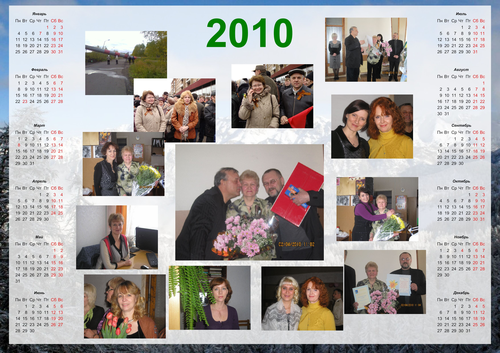 2010
Январь
Пн Вт Ср Чт Пт Сб Вс
1 2 3
4 5 6 7 8 9 10
11 12 13 14 15 16 17
18 19 20 21 22 23 24
25 26 27 28 29 30 31
Февраль
Пн Вт Ср Чт Пт Сб Вс
1 2 3 4 5 6 7
8 9 10 11 12 13 14
15 16 17 18 19 20 21
22 23 24 25 26 27 28
Март
Пн Вт Ср Чт Пт Сб Вс
1 2 3 4 5 6 7
8 9 10 11 12 13 14
15 16 17 18 19 20 21
22 23 24 25 26 27 28
29 30 31
Апрель
Пн Вт Ср Чт Пт Сб Вс
1 2 3 4
5 6 7 8 9 10 11
12 13 14 15 16 17 18
19 20 21 22 23 24 25
26 27 28 29 30
Май
Пн Вт Ср Чт Пт Сб Вс
1 2
3 4 5 6 7 8 9
10 11 12 13 14 15 16
17 18 19 20 21 22 23
24 25 26 27 28 29 30
31
Июнь
Пн Вт Ср Чт Пт Сб Вс
1 2 3 4 5 6
7 8 9 10 11 12 13
14 15 16 17 18 19 20
21 22 23 24 25 26 27
28 29 30
Июль
Пн Вт Ср Чт Пт Сб Вс
1 2 3 4
5 6 7 8 9 10 11
12 13 14 15 16 17 18
19 20 21 22 23 24 25
26 27 28 29 30 31
Август
Пн Вт Ср Чт Пт Сб Вс
1
2 3 4 5 6 7 8
9 10 11 12 13 14 15
16 17 18 19 20 21 22
23 24 25 26 27 28 29
30 31
Сентябрь
Пн Вт Ср Чт Пт Сб Вс
1 2 3 4 5
6 7 8 9 10 11 12
13 14 15 16 17 18 19
20 21 22 23 24 25 26
27 28 29 30
Октябрь
Пн Вт Ср Чт Пт Сб Вс
1 2 3
4 5 6 7 8 9 10
11 12 13 14 15 16 17
18 19 20 21 22 23 24
25 26 27 28 29 30 31
Ноябрь
Пн Вт Ср Чт Пт Сб Вс
1 2 3 4 5 6 7
8 9 10 11 12 13 14
15 16 17 18 19 20 21
22 23 24 25 26 27 28
29 30
Декабрь
Пн Вт Ср Чт Пт Сб Вс
1 2 3 4 5
6 7 8 9 10 11 12
13 14 15 16 17 18 19
20 21 22 23 24 25 26
27 28 29 30 31